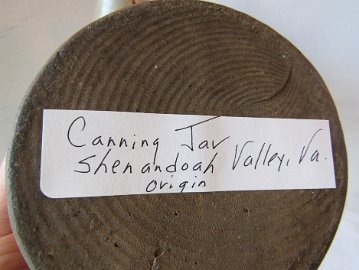 Canning Jar
Shenandoah Valley, Va.
origin